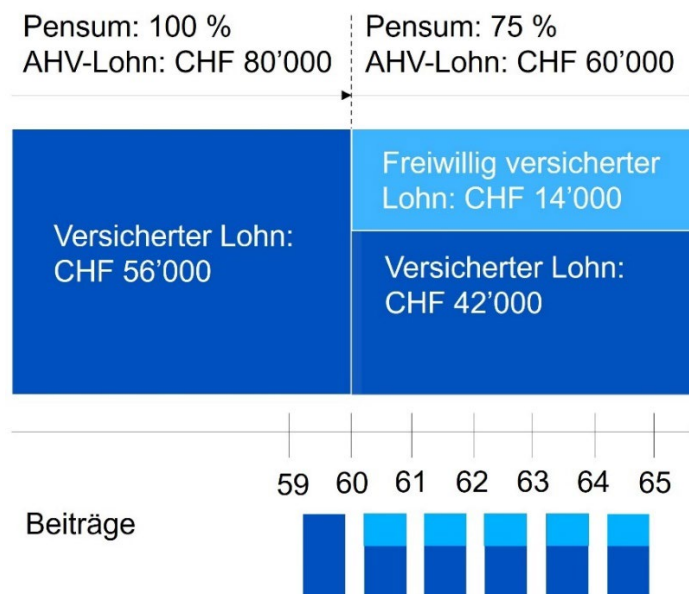 Pensum: 100 %
AHV-Lohn: CHF 80’000
Pensum: 75 %
AHV-Lohn: CHF 60’000
Freiwillig versicherter
Lohn: CHF 14’000
Versicherter Lohn:
CHF 56’000
Versicherter Lohn:
CHF 42’000
59 60 61 62 63 64 65
Beiträge